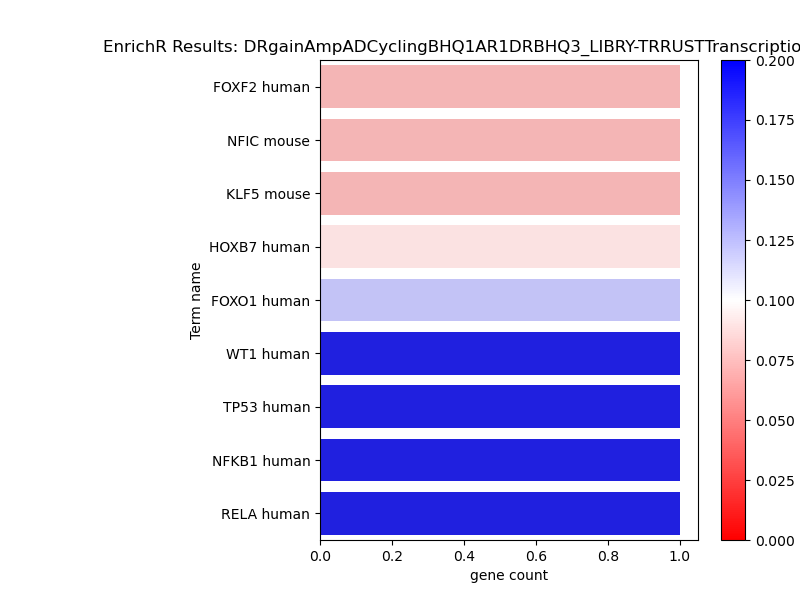 EnrichR Results: DRgainAmpADCyclingBHQ1AR1DRBHQ3_LIBRY-TRRUSTTranscriptio
FOXF2 human
NFIC mouse
KLF5 mouse
HOXB7 human
FOXO1 human
WT1 human
TP53 human
NFKB1 human
RELA human
Term name
0.0 0.2 0.4 0.6 0.8 1.0
gene count
0.200
0.175
0.150
0.125
0.100
0.075
0.050
0.025
0.000